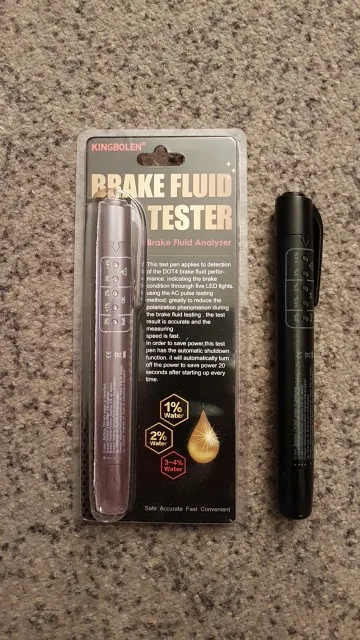 KINGBOLEN®
BRAKE FLUID
TESTER
Brake Fluid Analyzer
This test pen applies to detection
of the DOT4 brake fluid perfor-
mance. Indicating the brake
condition through five LED lights.
using the AC pulse testing
method: greatly to reduce the
polarization phenomenon during
the brake fluid testing . the test
result is accurate and the
measuring
speed is fast.
In order to save power,this test
pen has the automatic shutdown
function. it will automatically turn
off the power to save power 20
seconds after starting up every
time.
1%
Water
2%
Water
3~4%
Water
Safe Accurate Fast Convenient